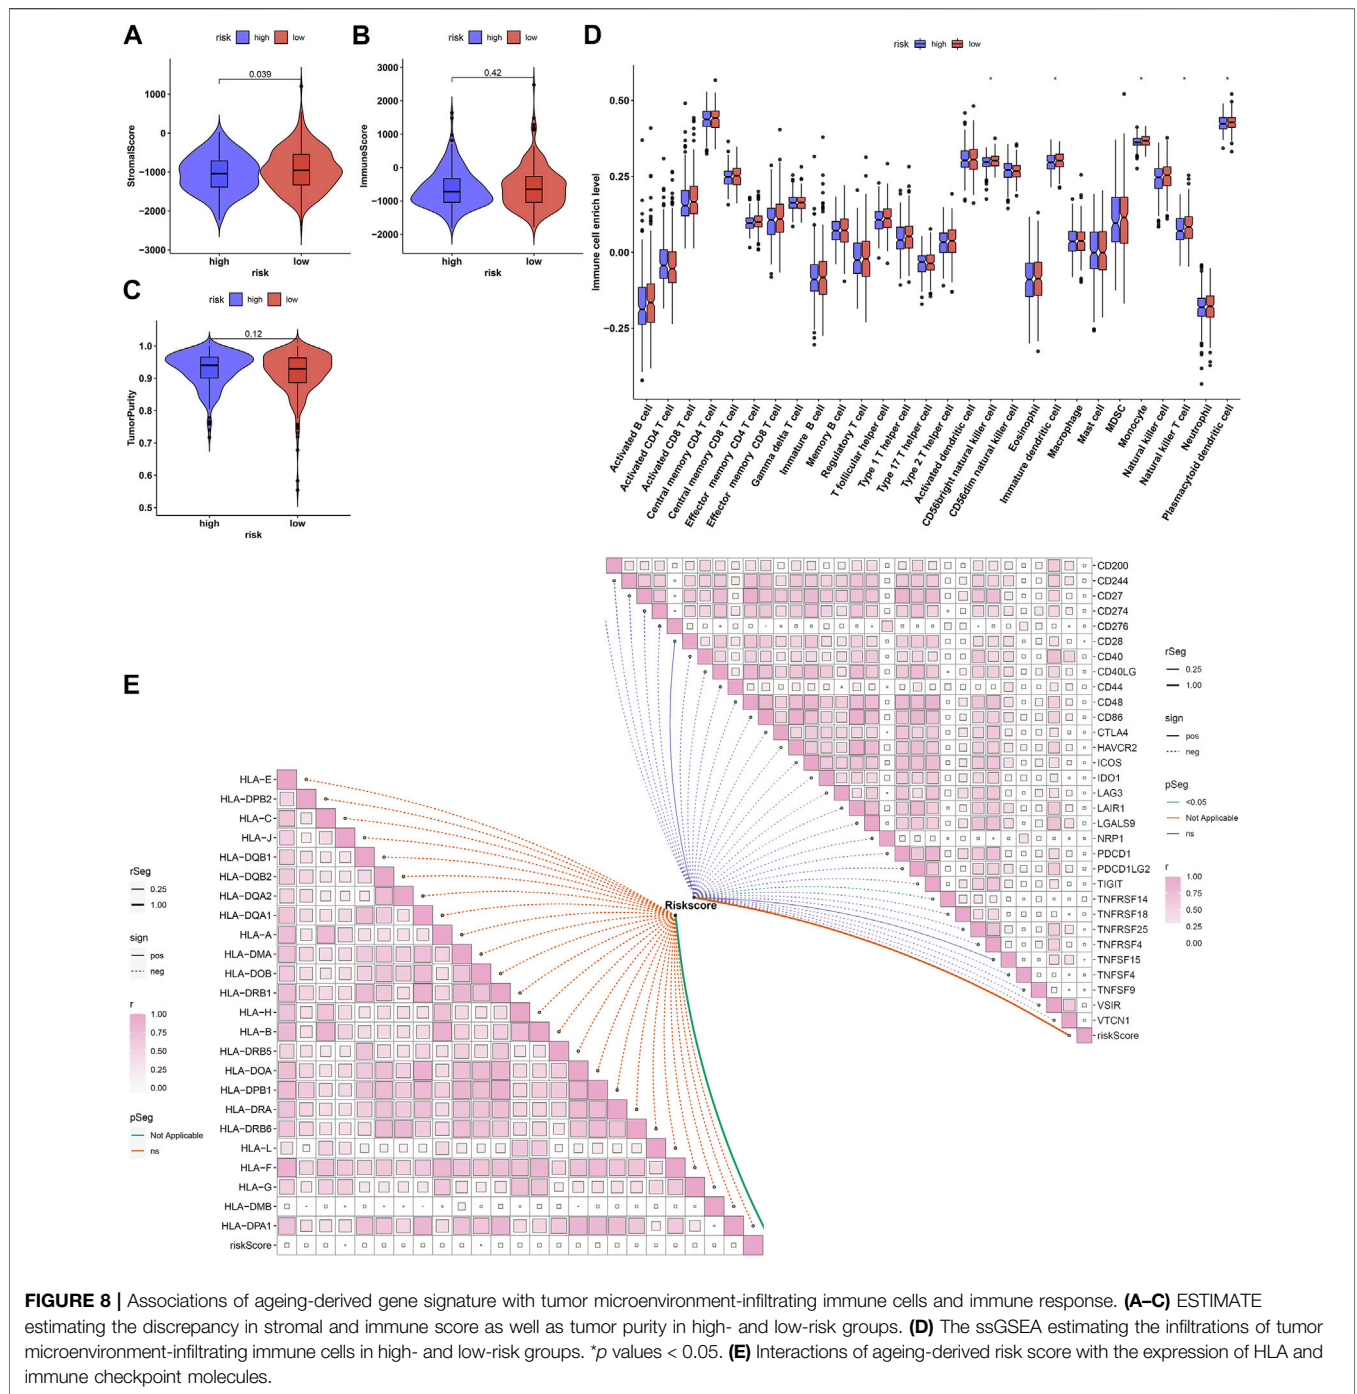 A
risk high low
StromalScore
1000
0
−1000
−2000
−3000
0.039
high low
risk
B
risk high low
ImmuneScore
3000
2000
1000
0
−1000
−2000
0.42
high low
risk
C
risk high low
TumorPurity
1.0
0.9
0.8
0.7
0.6
0.5
0.12
high low
risk
D
risk high low
Immune cell enrich level
0.50
0.25
0.00
−0.25
* * * * *
Activated B cell
Activated CD4 T cell
Activated CD8 T cell
Central memory CD4 T cell
Central memory CD8 T cell
Effector memory CD4 T cell
Effector memory CD8 T cell
Gamma delta T cell
Immature B cell
Memory B cell
Regulatory T cell
T follicular helper cell
Type 1 T helper cell
Type 17 T helper cell
Type 2 T helper cell
Activated dendritic cell
CD56bright natural killer cell
CD56dim natural killer cell
Eosinophil
Immature dendritic cell
Macrophage
Mast cell
MDSC
Monocyte
Natural killer cell
Natural killer T cell
Neutrophil
Plasmacytoid dendritic cell
E
CD200
CD244
CD27
CD274
CD276
CD28
CD40
CD40LG
CD44
CD48
CD86
CTLA4
HAVCR2
ICOS
IDO1
LAG3
LAIR1
LGALS9
NRP1
PDCD1
PDCD1LG2
TIGIT
TNFRSF14
TNFRSF18
TNFRSF25
TNFRSF4
TNFSF15
TNFSF4
TNFSF9
VSIR
VTCN1
riskScore
rSeg
0.25
1.00
sign
pos
neg
pSeg
<0.05
Not Applicable
ns
r
1.00
0.75
0.50
0.25
0.00
Riskscore
HLA−E
HLA−DPB2
HLA−C
HLA−J
HLA−DQB1
HLA−DQB2
HLA−DQA2
HLA−DQA1
HLA−A
HLA−DMA
HLA−DOB
HLA−DRB1
HLA−H
HLA−B
HLA−DRB5
HLA−DOA
HLA−DPB1
HLA−DRA
HLA−DRB6
HLA−L
HLA−F
HLA−G
HLA−DMB
HLA−DPA1
riskScore
rSeg
0.25
1.00
sign
pos
neg
r
1.00
0.75
0.50
0.25
0.00
pSeg
Not Applicable
ns
FIGURE 8 | Associations of ageing-derived gene signature with tumor microenvironment-infiltrating immune cells and immune response. (A–C) ESTIMATE
estimating the discrepancy in stromal and immune score as well as tumor purity in high- and low-risk groups. (D) The ssGSEA estimating the infiltrations of tumor
microenvironment-infiltrating immune cells in high- and low-risk groups. *p values < 0.05. (E) Interactions of ageing-derived risk score with the expression of HLA and
immune checkpoint molecules.